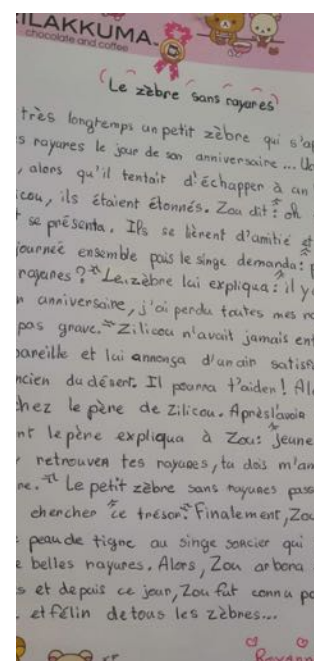 ILAKKUMA
chocolate and coffee
(Le zèbre sans rayures)
très longtemps un petit zèbre qui s'ap
s rayures le jour de son anniversaire ... Un
, alors qu'il tentait d'échapper à un
icou, ils étaient étonnés. Zou dit : oh
t se présenta. Ils se lièrent d'amitié et
journée ensemble puis le singe demanda :
rayures ? Le zèbre lui expliqua : il y
n anniversaire, j'ai perdu toutes mes ra
pas grave. Zilicou n'avait jamais ent
pareille et lui annonça d'un air satisf
ncien du désert. Il pourra t'aider ! Al
chez le père de Zilicou. Après l'avoir
nt le père expliqua à Zou : jeune
retrouver tes rayures, tu dois m'am
ne. Le petit zèbre sans rayures pass
chercher ce trésor. Finalement, Zou
peau de tigre au singe sorcier qui
e belles rayures. Alors, Zou arbora
s et depuis ce jour, Zou fut connu po
. et félin de tous les zèbres...